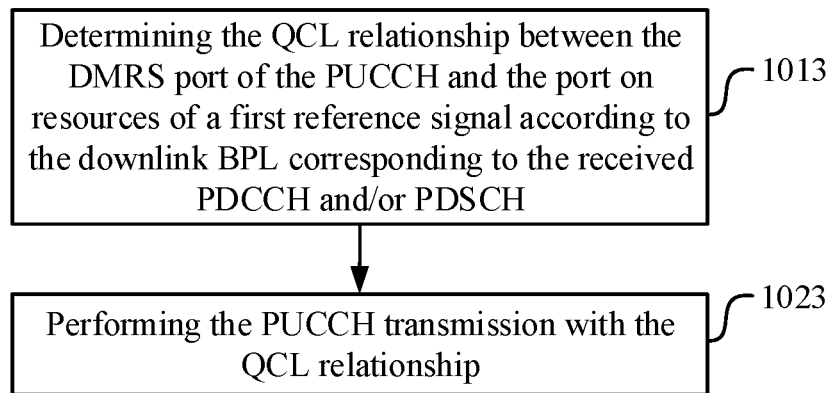 Determining the QCL relationship between the
DMRS port of the PUCCH and the port on
resources of a first reference signal according to
the downlink BPL corresponding to the received
PDCCH and/or PDSCH
1013
Performing the PUCCH transmission with the
QCL relationship
1023